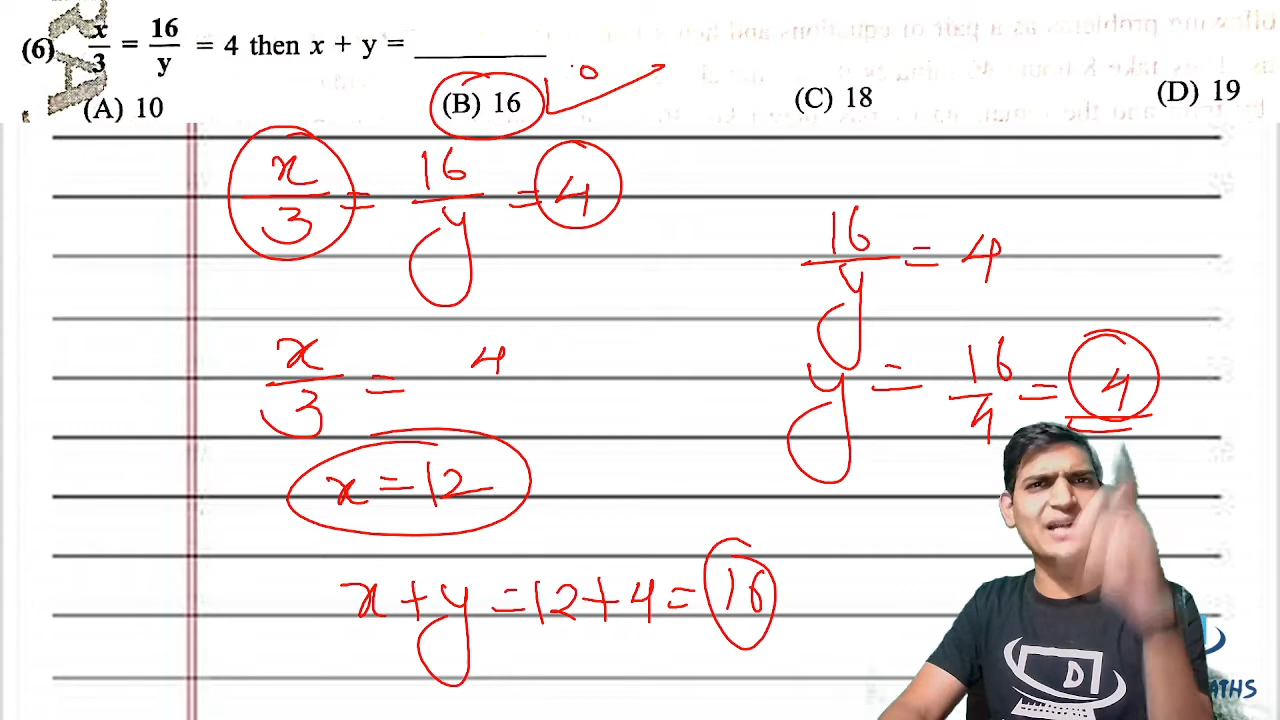 (6) x/3 = 16/y = 4 then x + y = ________
(A) 10 (B) 16 (C) 18 (D) 19
x/3 = 16/y = 4
16/y = 4
x/3 = 4
y = 16/4 = 4
x = 12
x + y = 12 + 4 = 16
D